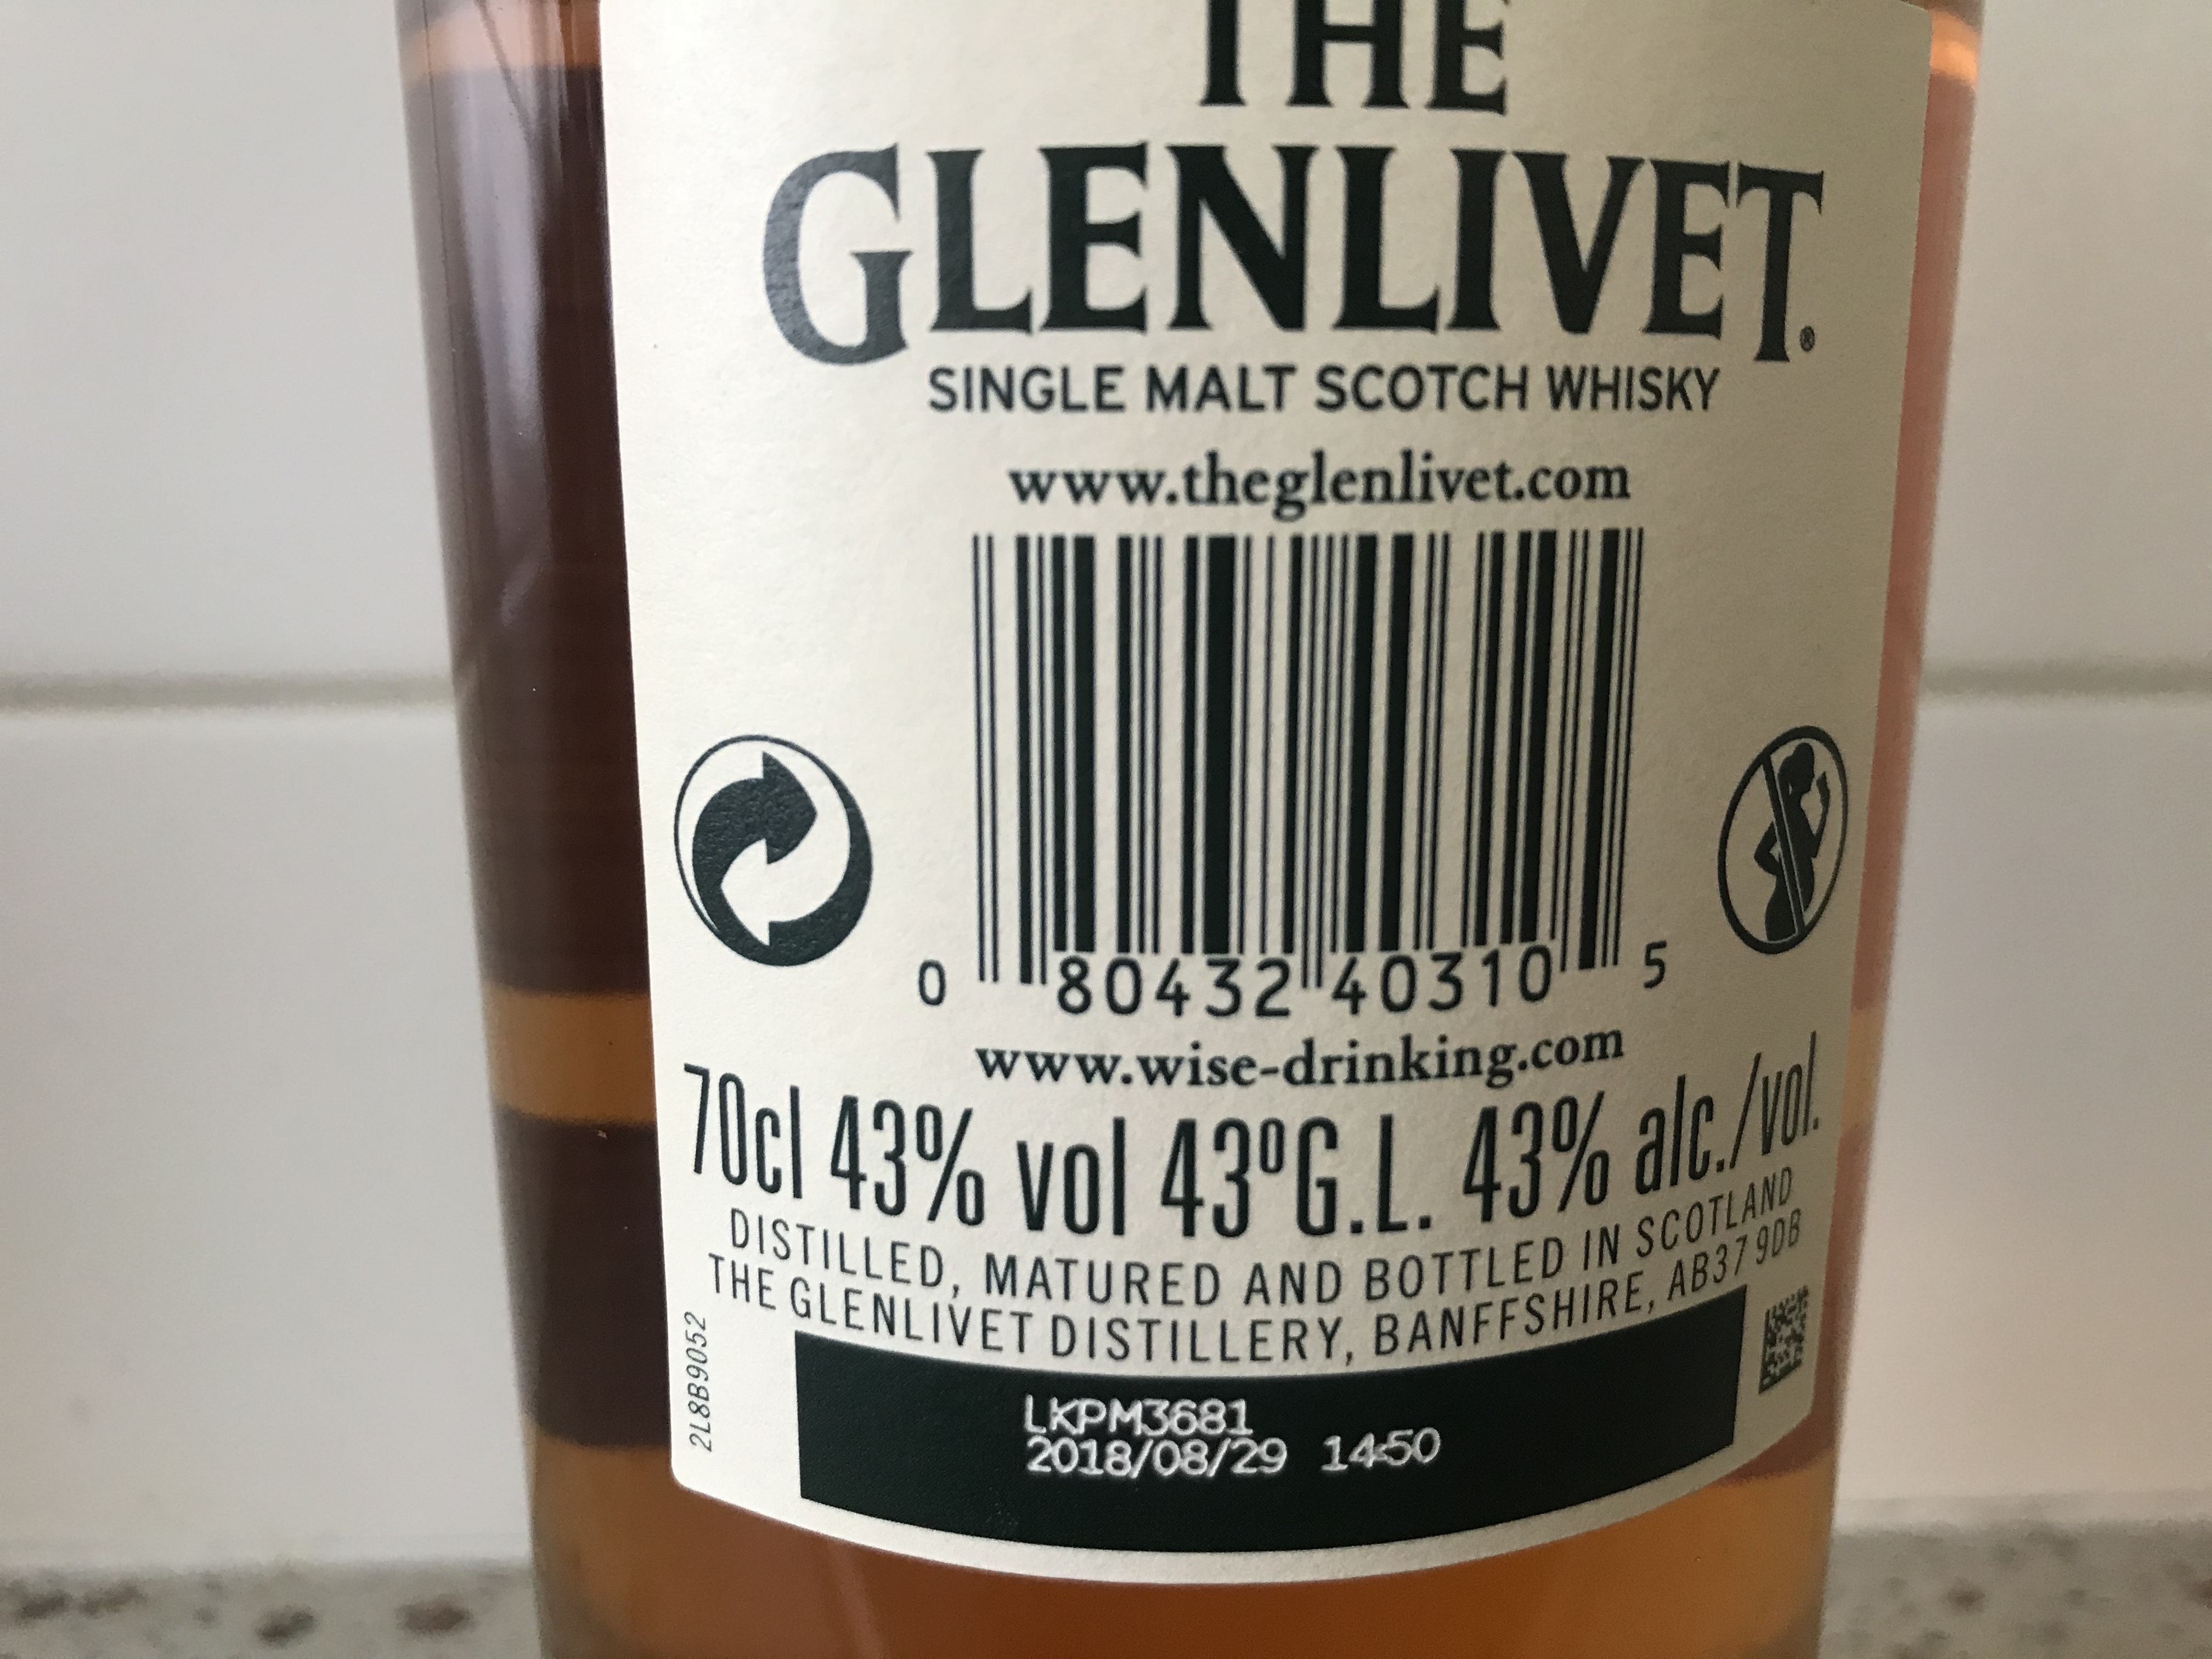 THE
GLENLIVET®
SINGLE MALT SCOTCH WHISKY
www.theglenlivet.com
0 80432 40310 5
www.wise-drinking.com
70cl 43% vol 43ºG.L. 43% alc./vol.
DISTILLED, MATURED AND BOTTLED IN SCOTLAND
THE GLENLIVET DISTILLERY, BANFFSHIRE, AB37 9DB
2L8B9052
LKPM3681
2018/08/29 14:50